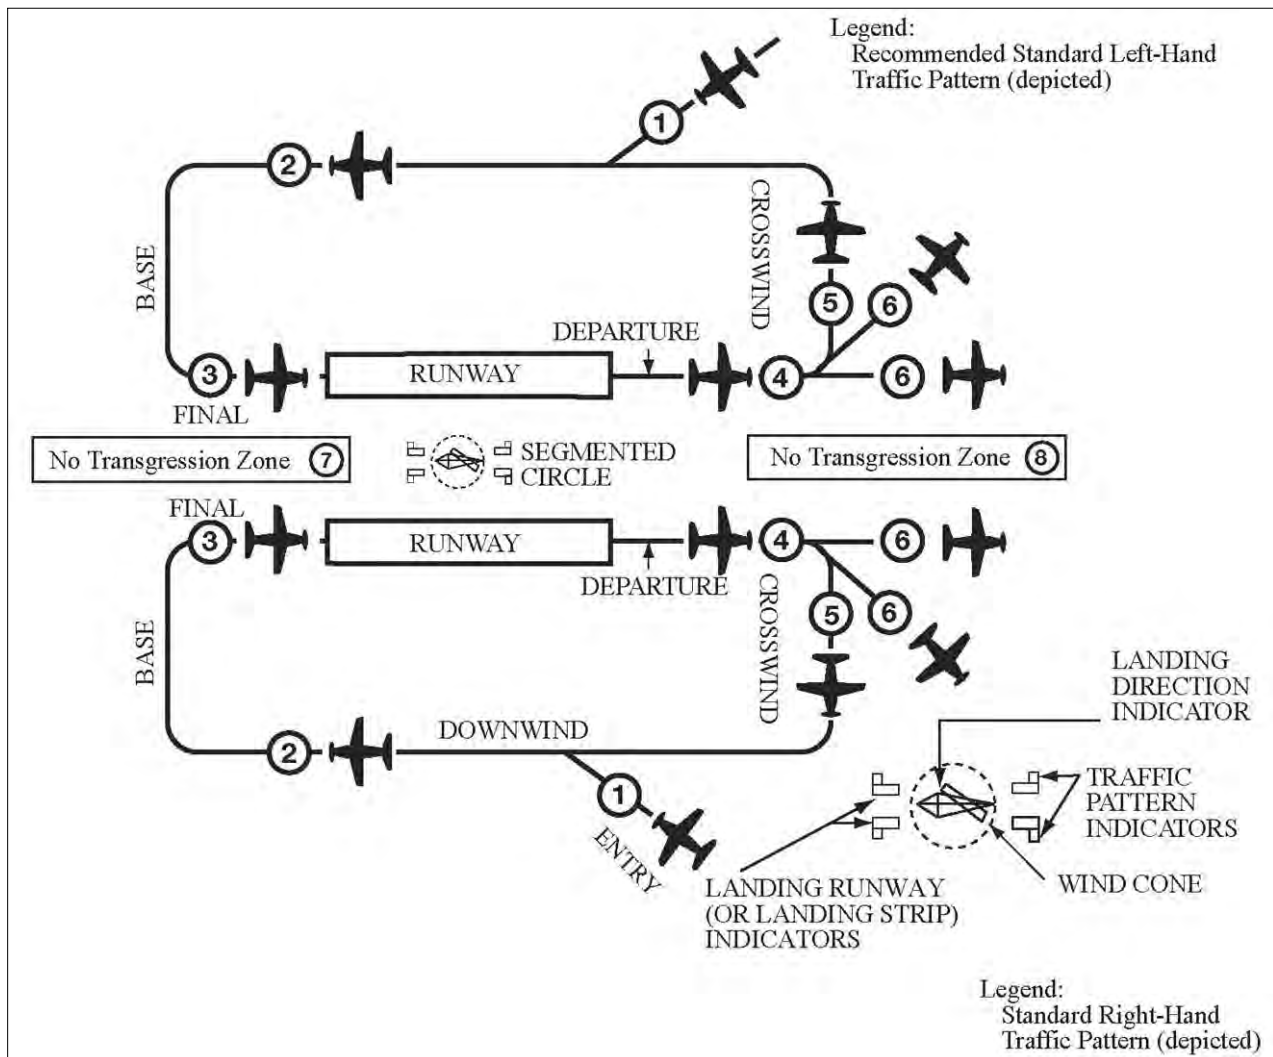 Legend:
Recommended Standard Left-Hand
Traffic Pattern (depicted)
1
2
CROSSWIND
BASE
5
6
DEPARTURE
3
RUNWAY
4
6
FINAL
No Transgression Zone 7
SEGMENTED
CIRCLE
No Transgression Zone 8
FINAL
3
RUNWAY
4
6
DEPARTURE
CROSSWIND
5
6
BASE
2
DOWNWIND
1
ENTRY
LANDING
DIRECTION
INDICATOR
TRAFFIC
PATTERN
INDICATORS
WIND CONE
LANDING RUNWAY
(OR LANDING STRIP)
INDICATORS
Legend:
Standard Right-Hand
Traffic Pattern (depicted)